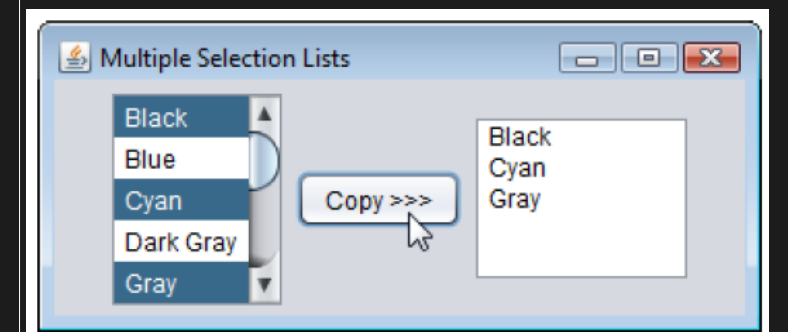 Multiple Selection Lists
Black
Blue
Cyan
Dark Gray
Gray
Copy >>>
Black
Cyan
Gray